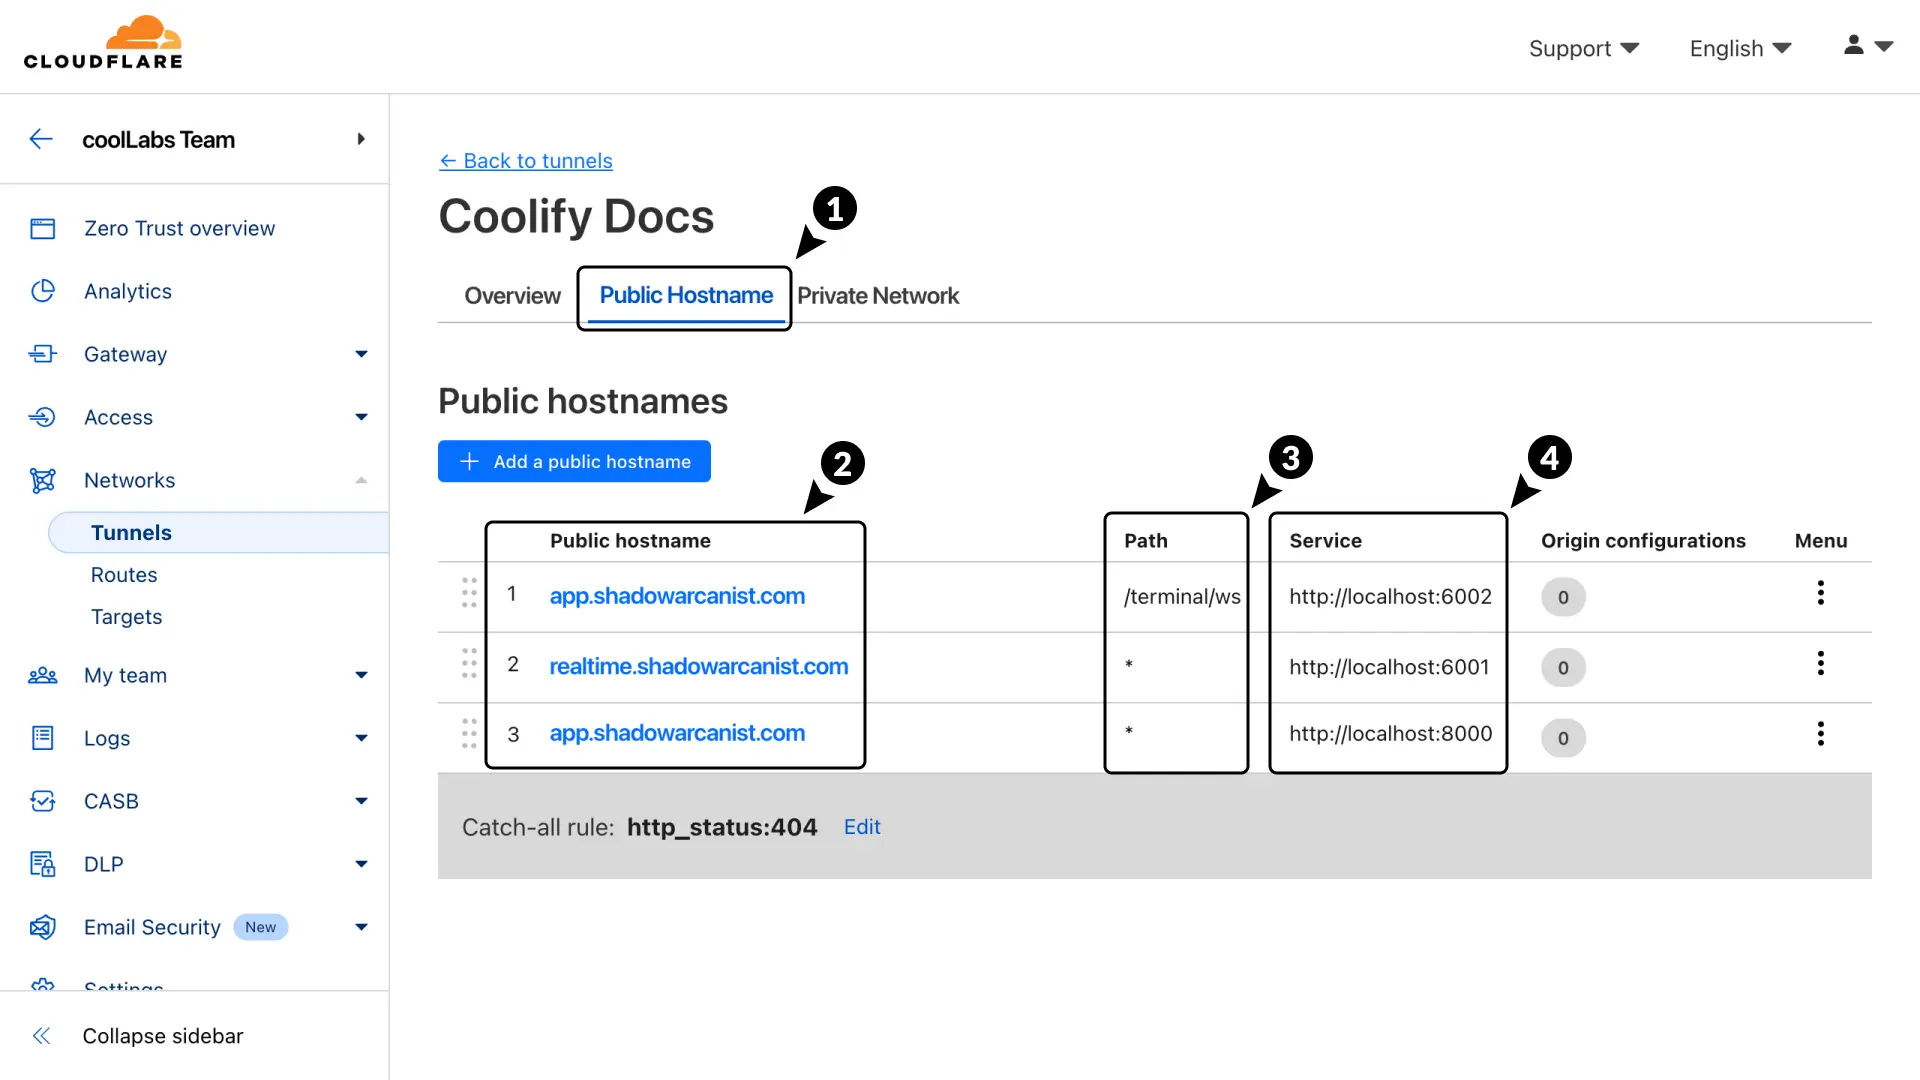 CLOUDFLARE
Support
English
coolLabs Team
Zero Trust overview
Analytics
Gateway
Access
Networks
Tunnels
Routes
Targets
My team
Logs
CASB
DLP
Email Security New
Settings
Collapse sidebar
← Back to tunnels
Coolify Docs
1
Overview Public Hostname Private Network
Public hostnames
+ Add a public hostname
2
3
4
Public hostname Path Service Origin configurations Menu
1 app.shadowarcanist.com /terminal/ws http://localhost:6002 0
2 realtime.shadowarcanist.com * http://localhost:6001 0
3 app.shadowarcanist.com * http://localhost:8000 0
Catch-all rule: http_status:404 Edit